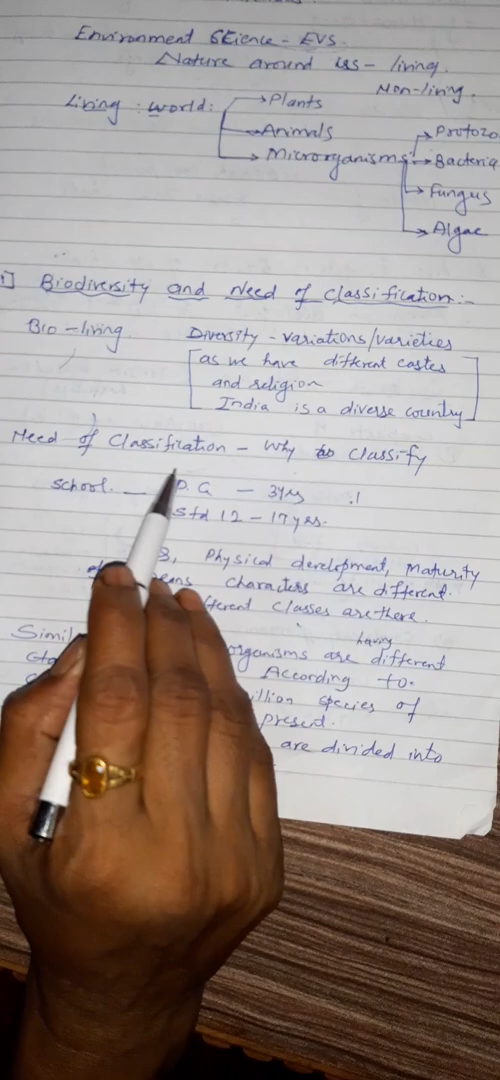 Environment Science - EVS.
Nature around us - living.
Non-living.
Living world: Plants
Animals
Microorganisms
Protozo
Bacteria
Fungus
Algae
1] Biodiversity and Need of classification:-
Bio - living Diversity - variations/varieties
[as we have different castes
and religion
India is a diverse country]
Need of Classification - Why to Classify
School. — P.G - 3yrs
Std 12 - 17yrs.
Physical development, Maturity
characters are different.
classes are there.
having
organisms are different
According to
species of
present.
are divided into